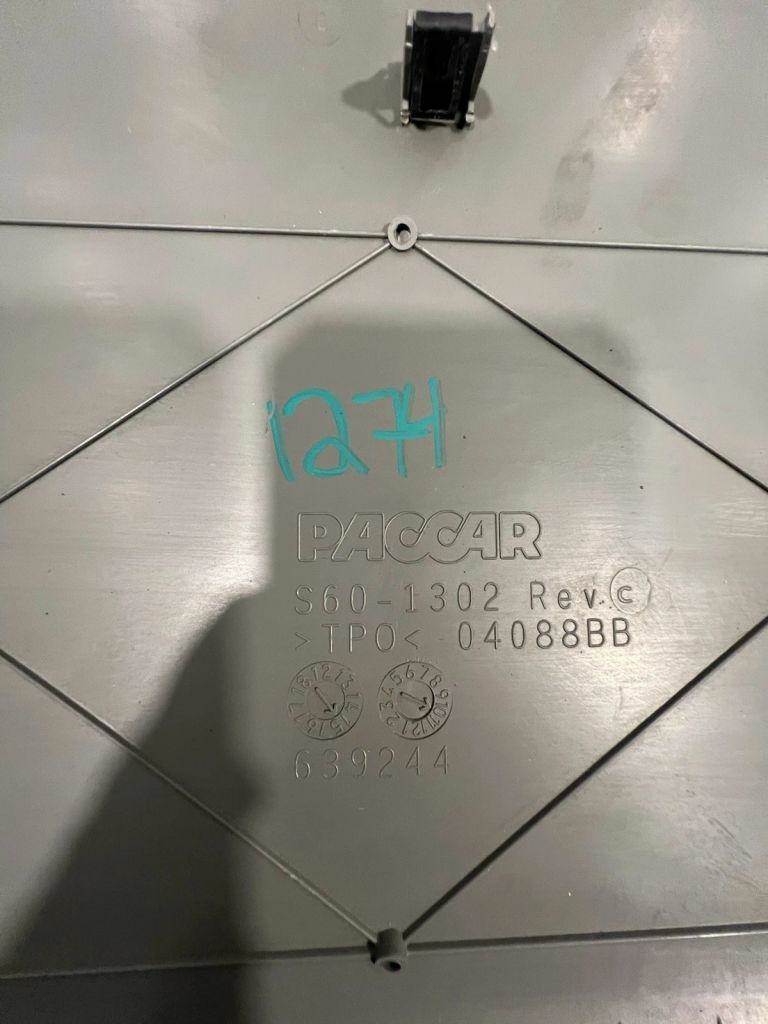 1274
PACCAR
S60-1302 Rev. C
>TPO< 04088BB
639244